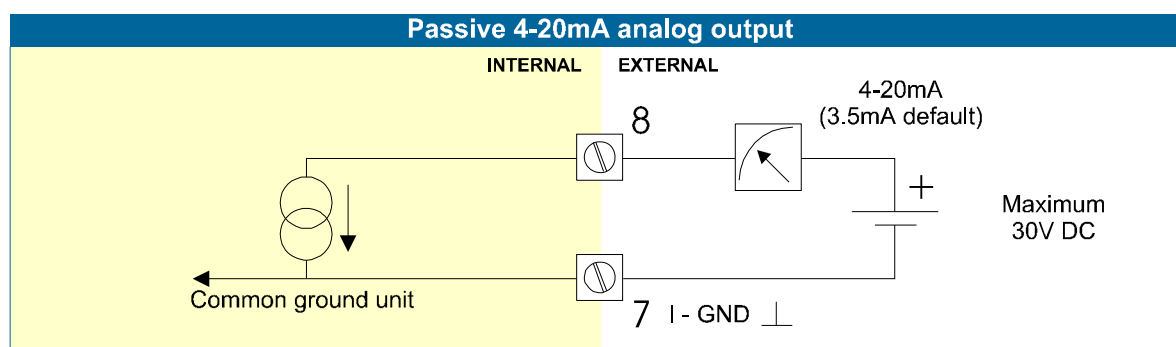 Passive 4-20mA analog output
INTERNAL EXTERNAL
4-20mA
(3.5mA default)
8
+
Maximum
30V DC
Common ground unit
7 I - GND ⊥